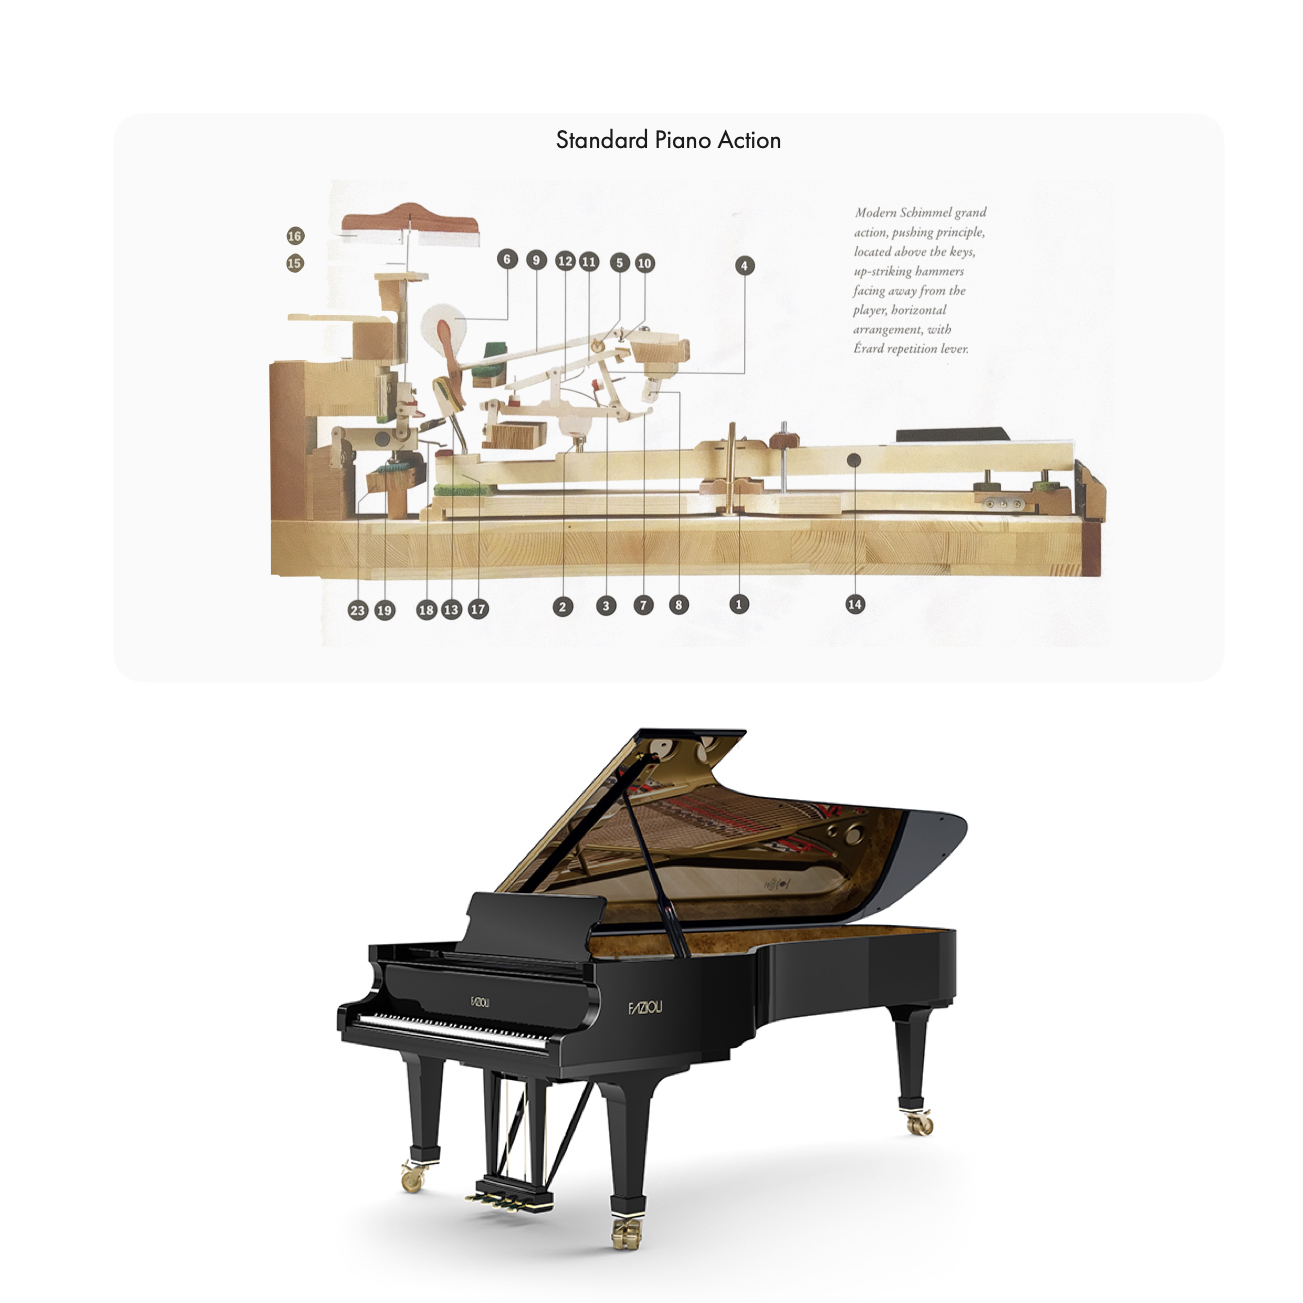 Standard Piano Action
Modern Schimmel grand
action, pushing principle,
located above the keys,
up-striking hammers
facing away from the
player, horizontal
arrangement, with
Érard repetition lever.
16
15
6 9 12 11 5 10 4
23 19 18 13 17 2 3 7 8 1 14
FAZIOLI
FAZIOLI